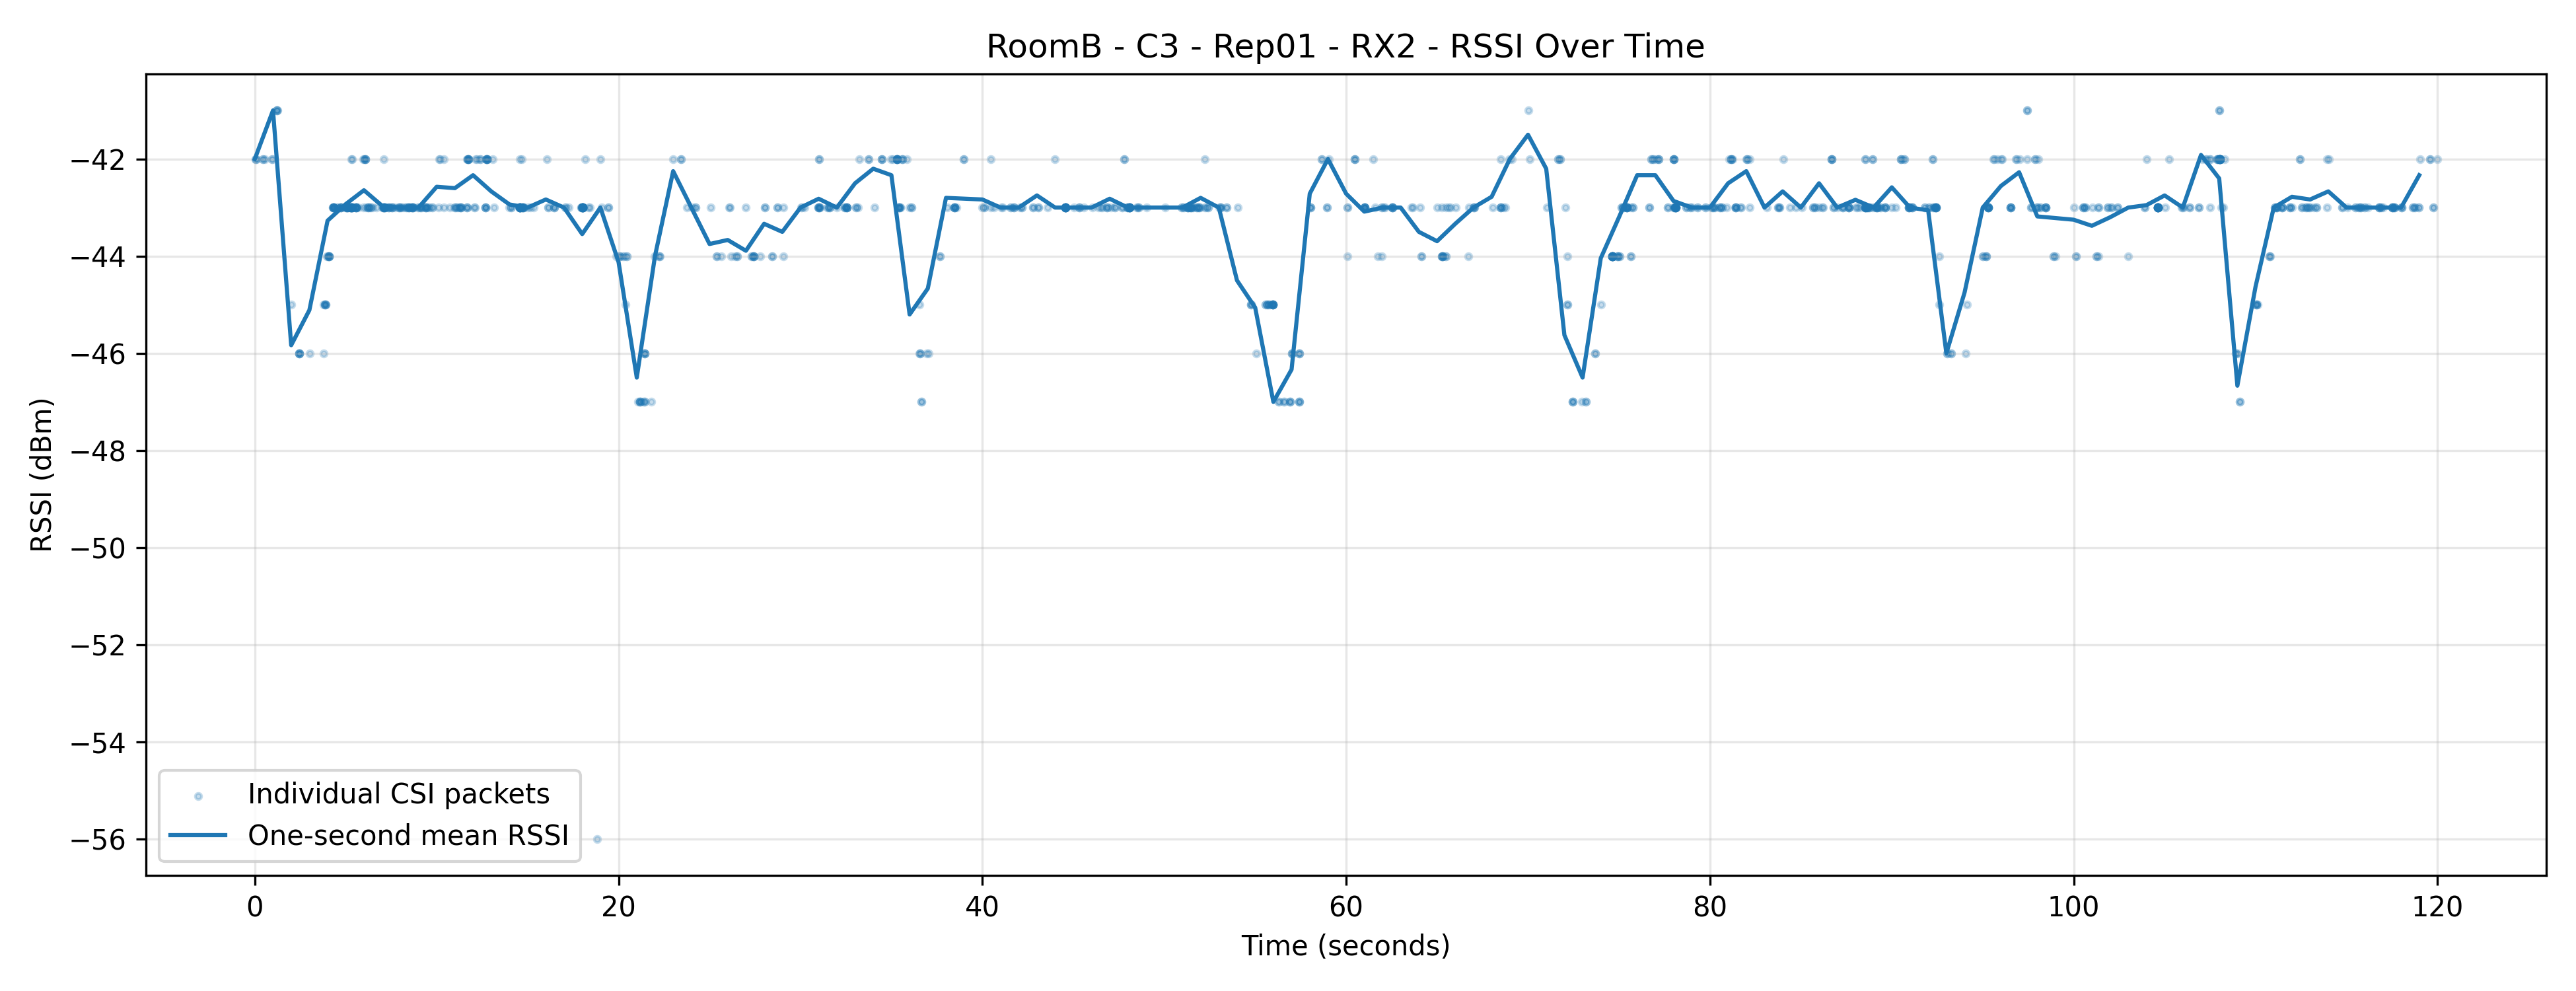 RoomB - C3 - Rep01 - RX2 - RSSI Over Time
RSSI (dBm)
−42
−44
−46
−48
−50
−52
−54
−56
Individual CSI packets
One-second mean RSSI
0 20 40 60 80 100 120
Time (seconds)